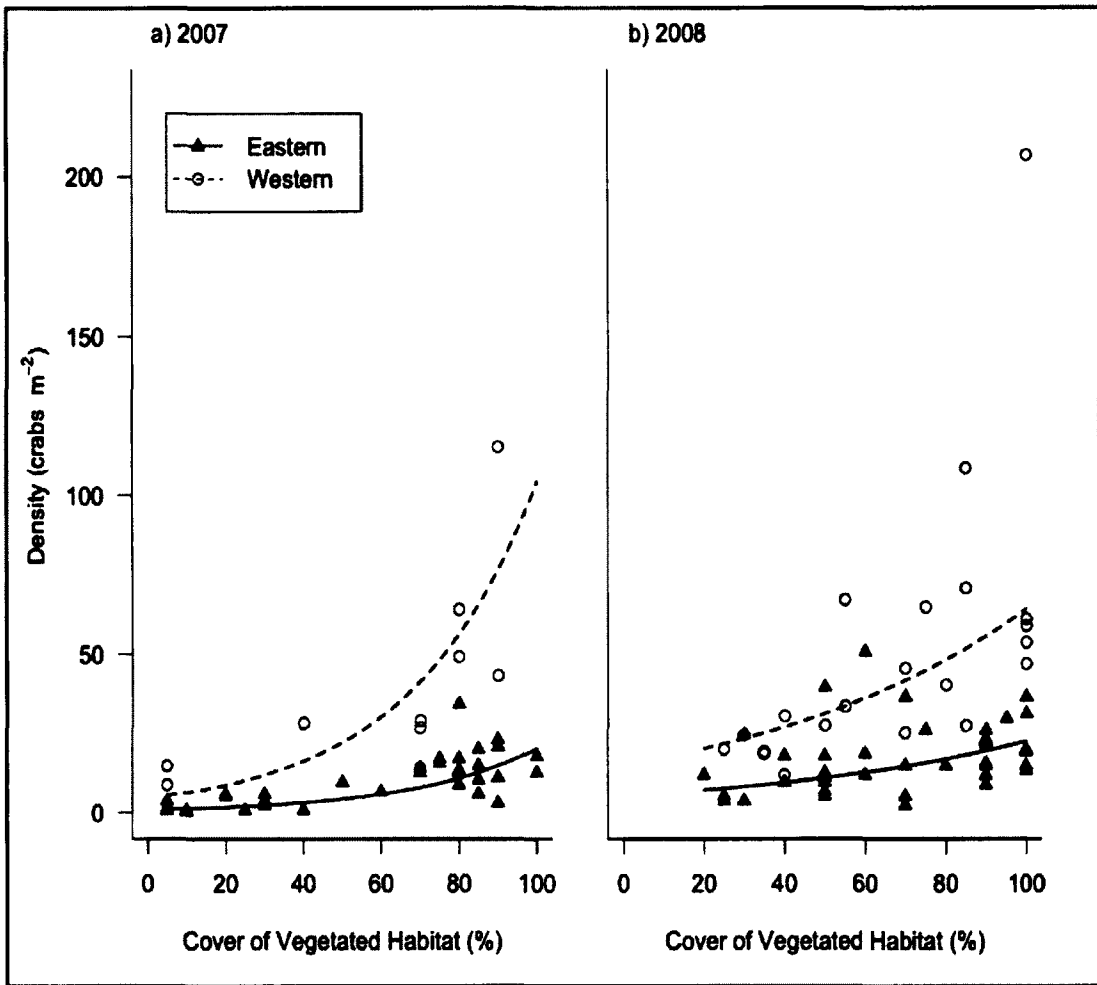 a) 2007
b) 2008
Eastern
Western
Density (crabs m⁻²)
200
150
100
50
0
0 20 40 60 80 100
0 20 40 60 80 100
Cover of Vegetated Habitat (%)
Cover of Vegetated Habitat (%)